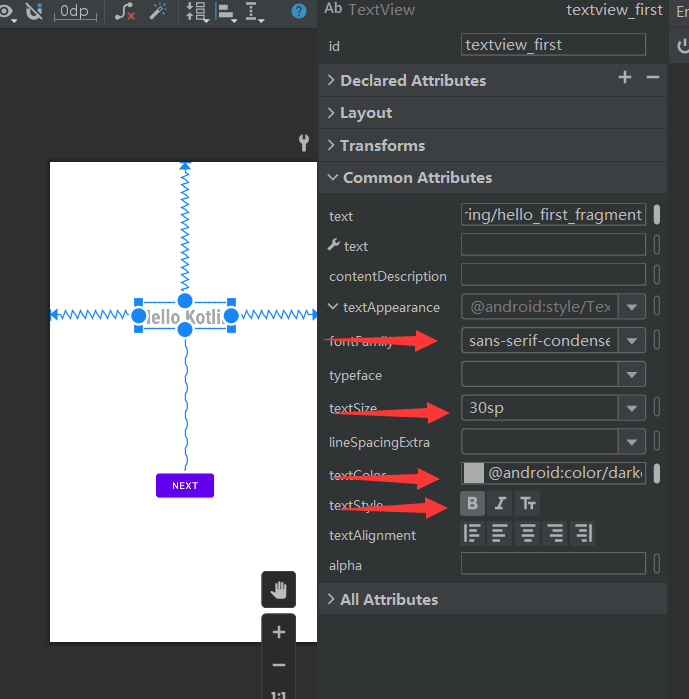 0dp
Ab TextView textview_first
id textview_first
Declared Attributes
Layout
Transforms
Common Attributes
text ring/hello_first_fragment
text
contentDescription
textAppearance @android:style/Tex
fontFamily sans-serif-condense
typeface
textSize 30sp
lineSpacingExtra
textColor @android:color/dark
textStyle B I Tt
textAlignment
alpha
All Attributes
Hello Kotli
NEXT
1:1
En